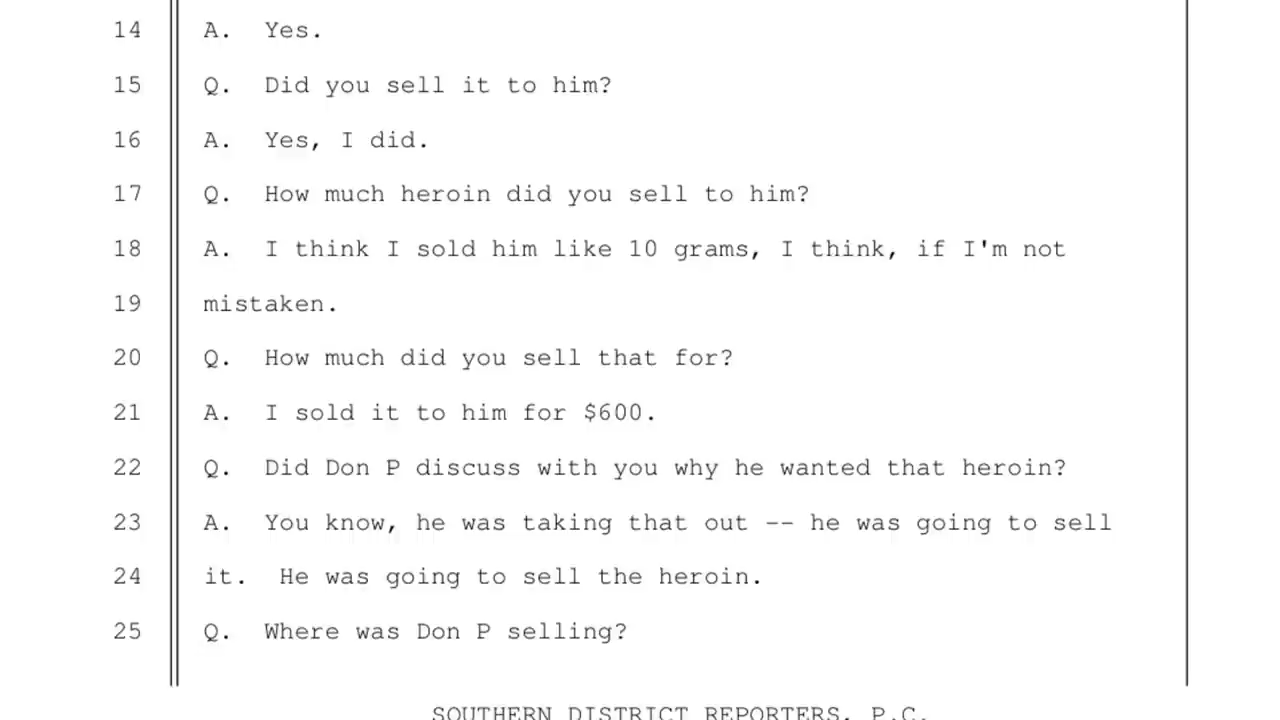 14 A. Yes.
15 Q. Did you sell it to him?
16 A. Yes, I did.
17 Q. How much heroin did you sell to him?
18 A. I think I sold him like 10 grams, I think, if I'm not
19 mistaken.
20 Q. How much did you sell that for?
21 A. I sold it to him for $600.
22 Q. Did Don P discuss with you why he wanted that heroin?
23 A. You know, he was taking that out -- he was going to sell
24 it. He was going to sell the heroin.
25 Q. Where was Don P selling?
SOUTHERN DISTRICT REPORTERS, P.C.